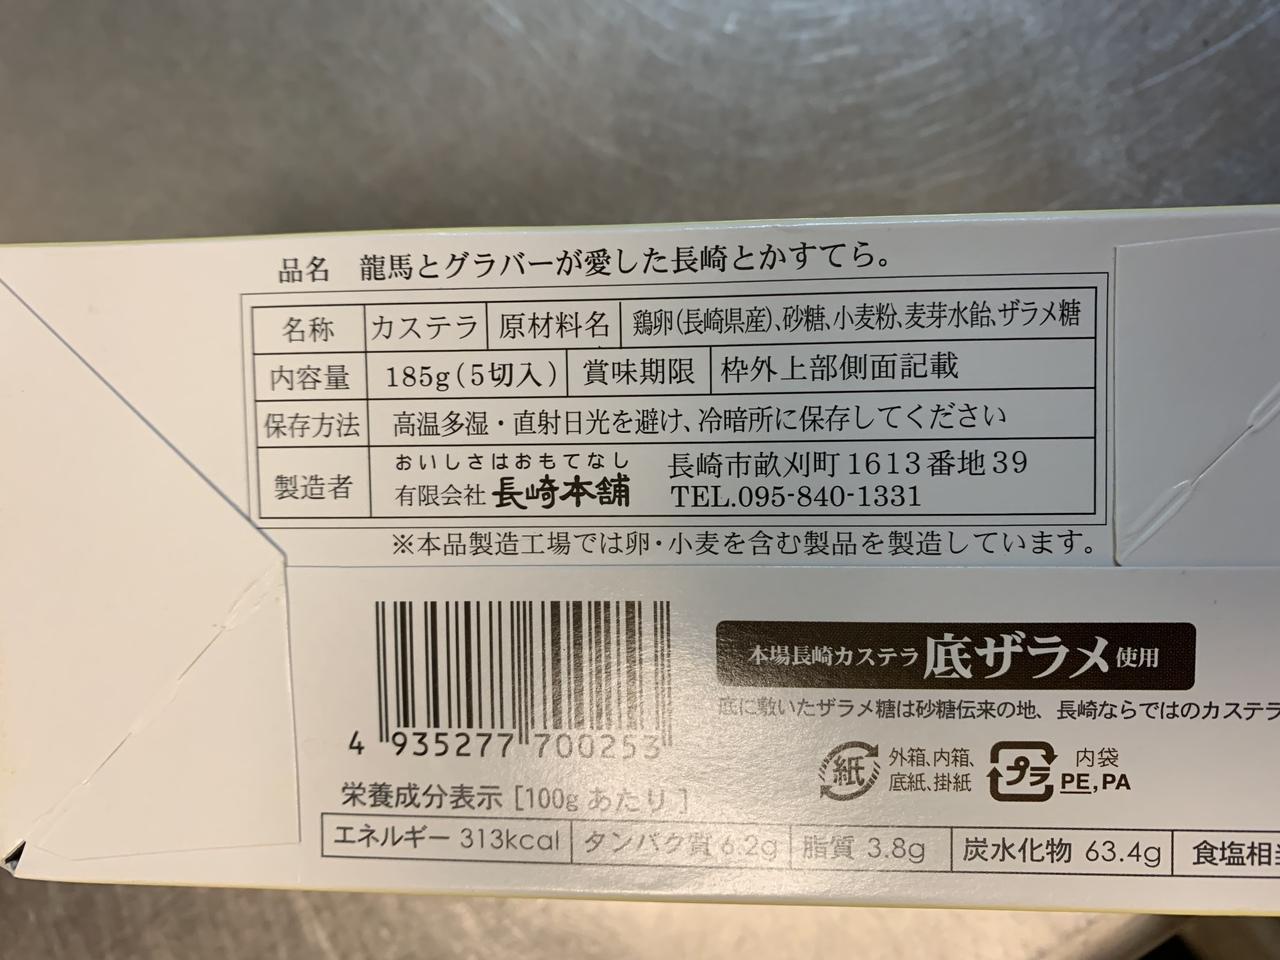 品名 龍馬とグラバーが愛した長崎とかすてら。
名称 カステラ 原材料名 鶏卵(長崎県産)、砂糖、小麦粉、麦芽水飴、ザラメ糖
内容量 185g(5切入) 賞味期限 枠外上部側面記載
保存方法 高温多湿・直射日光を避け、冷暗所に保存してください
製造者 おいしさはおもてなし
有限会社 長崎本舗 長崎市畝刈町1613番地39
TEL.095-840-1331
※本品製造工場では卵・小麦を含む製品を製造しています。
本場長崎カステラ 底ザラメ 使用
底に敷いたザラメ糖は砂糖伝来の地、長崎ならではのカステラ
4 935277 700253
紙 外箱、内箱、底紙、掛紙
プラ 内袋 PE,PA
栄養成分表示 [100gあたり]
エネルギー 313kcal タンパク質 6.2g 脂質 3.8g 炭水化物 63.4g 食塩相